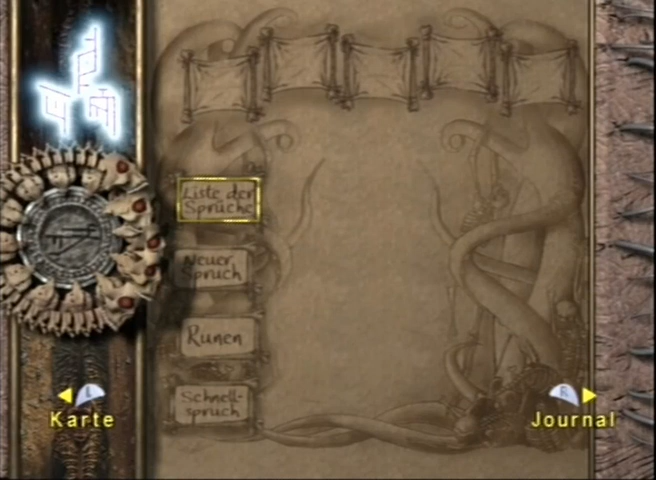 Liste der
Sprüche
Neuer
Spruch
Runen
Schnell-
spruch
L
Karte
R
Journal